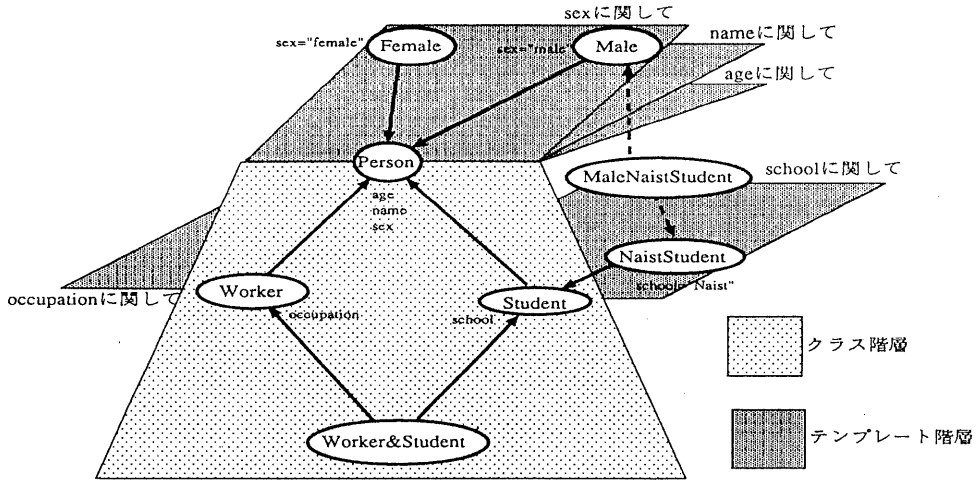 sexに関して
sex="female"
Female
sex="male"
Male
nameに関して
ageに関して
Person
age
name
sex
MaleNaistStudent
schoolに関して
NaistStudent
school="Naist"
occupationに関して
Worker
occupation
Student
school
クラス階層
Worker&Student
テンプレート階層